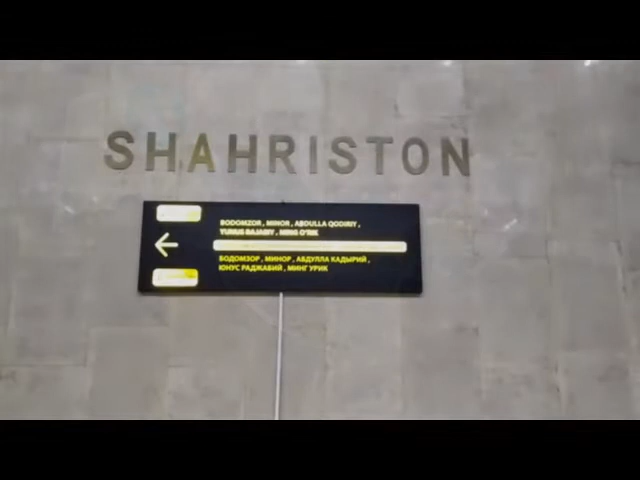 SHAHRISTON
BODOMZOR , MINOR , ABDULLA QODIRIY ,
YUNUS RAJABIY , MING O'RIK
БОДОМЗОР , МИНОР , АБДУЛЛА КАДЫРИЙ ,
ЮНУС РАДЖАБИЙ , МИНГ УРИК